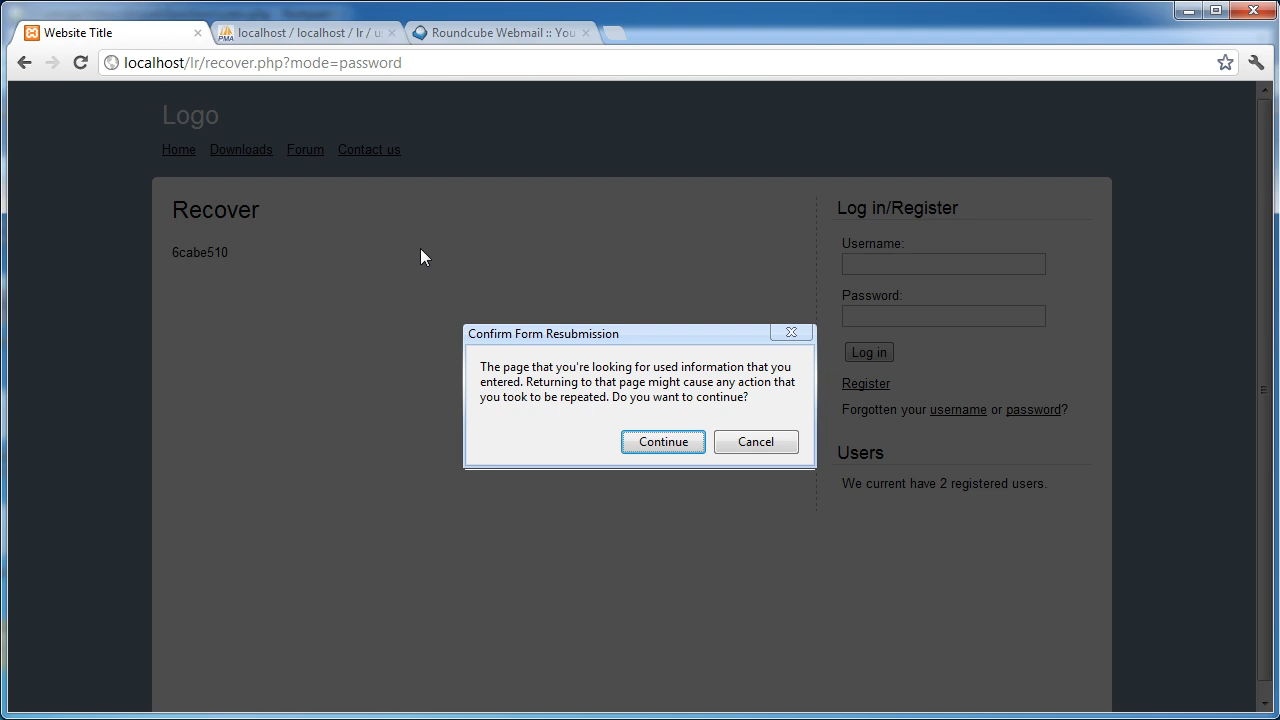 Website Title
localhost / localhost / lr / u
Roundcube Webmail :: You
localhost/lr/recover.php?mode=password
Logo
Home Downloads Forum Contact us
Recover
6cabe510
Log in/Register
Username:
Password:
Log in
Register
Forgotten your username or password?
Users
We current have 2 registered users.
Confirm Form Resubmission
The page that you're looking for used information that you
entered. Returning to that page might cause any action that
you took to be repeated. Do you want to continue?
Continue Cancel